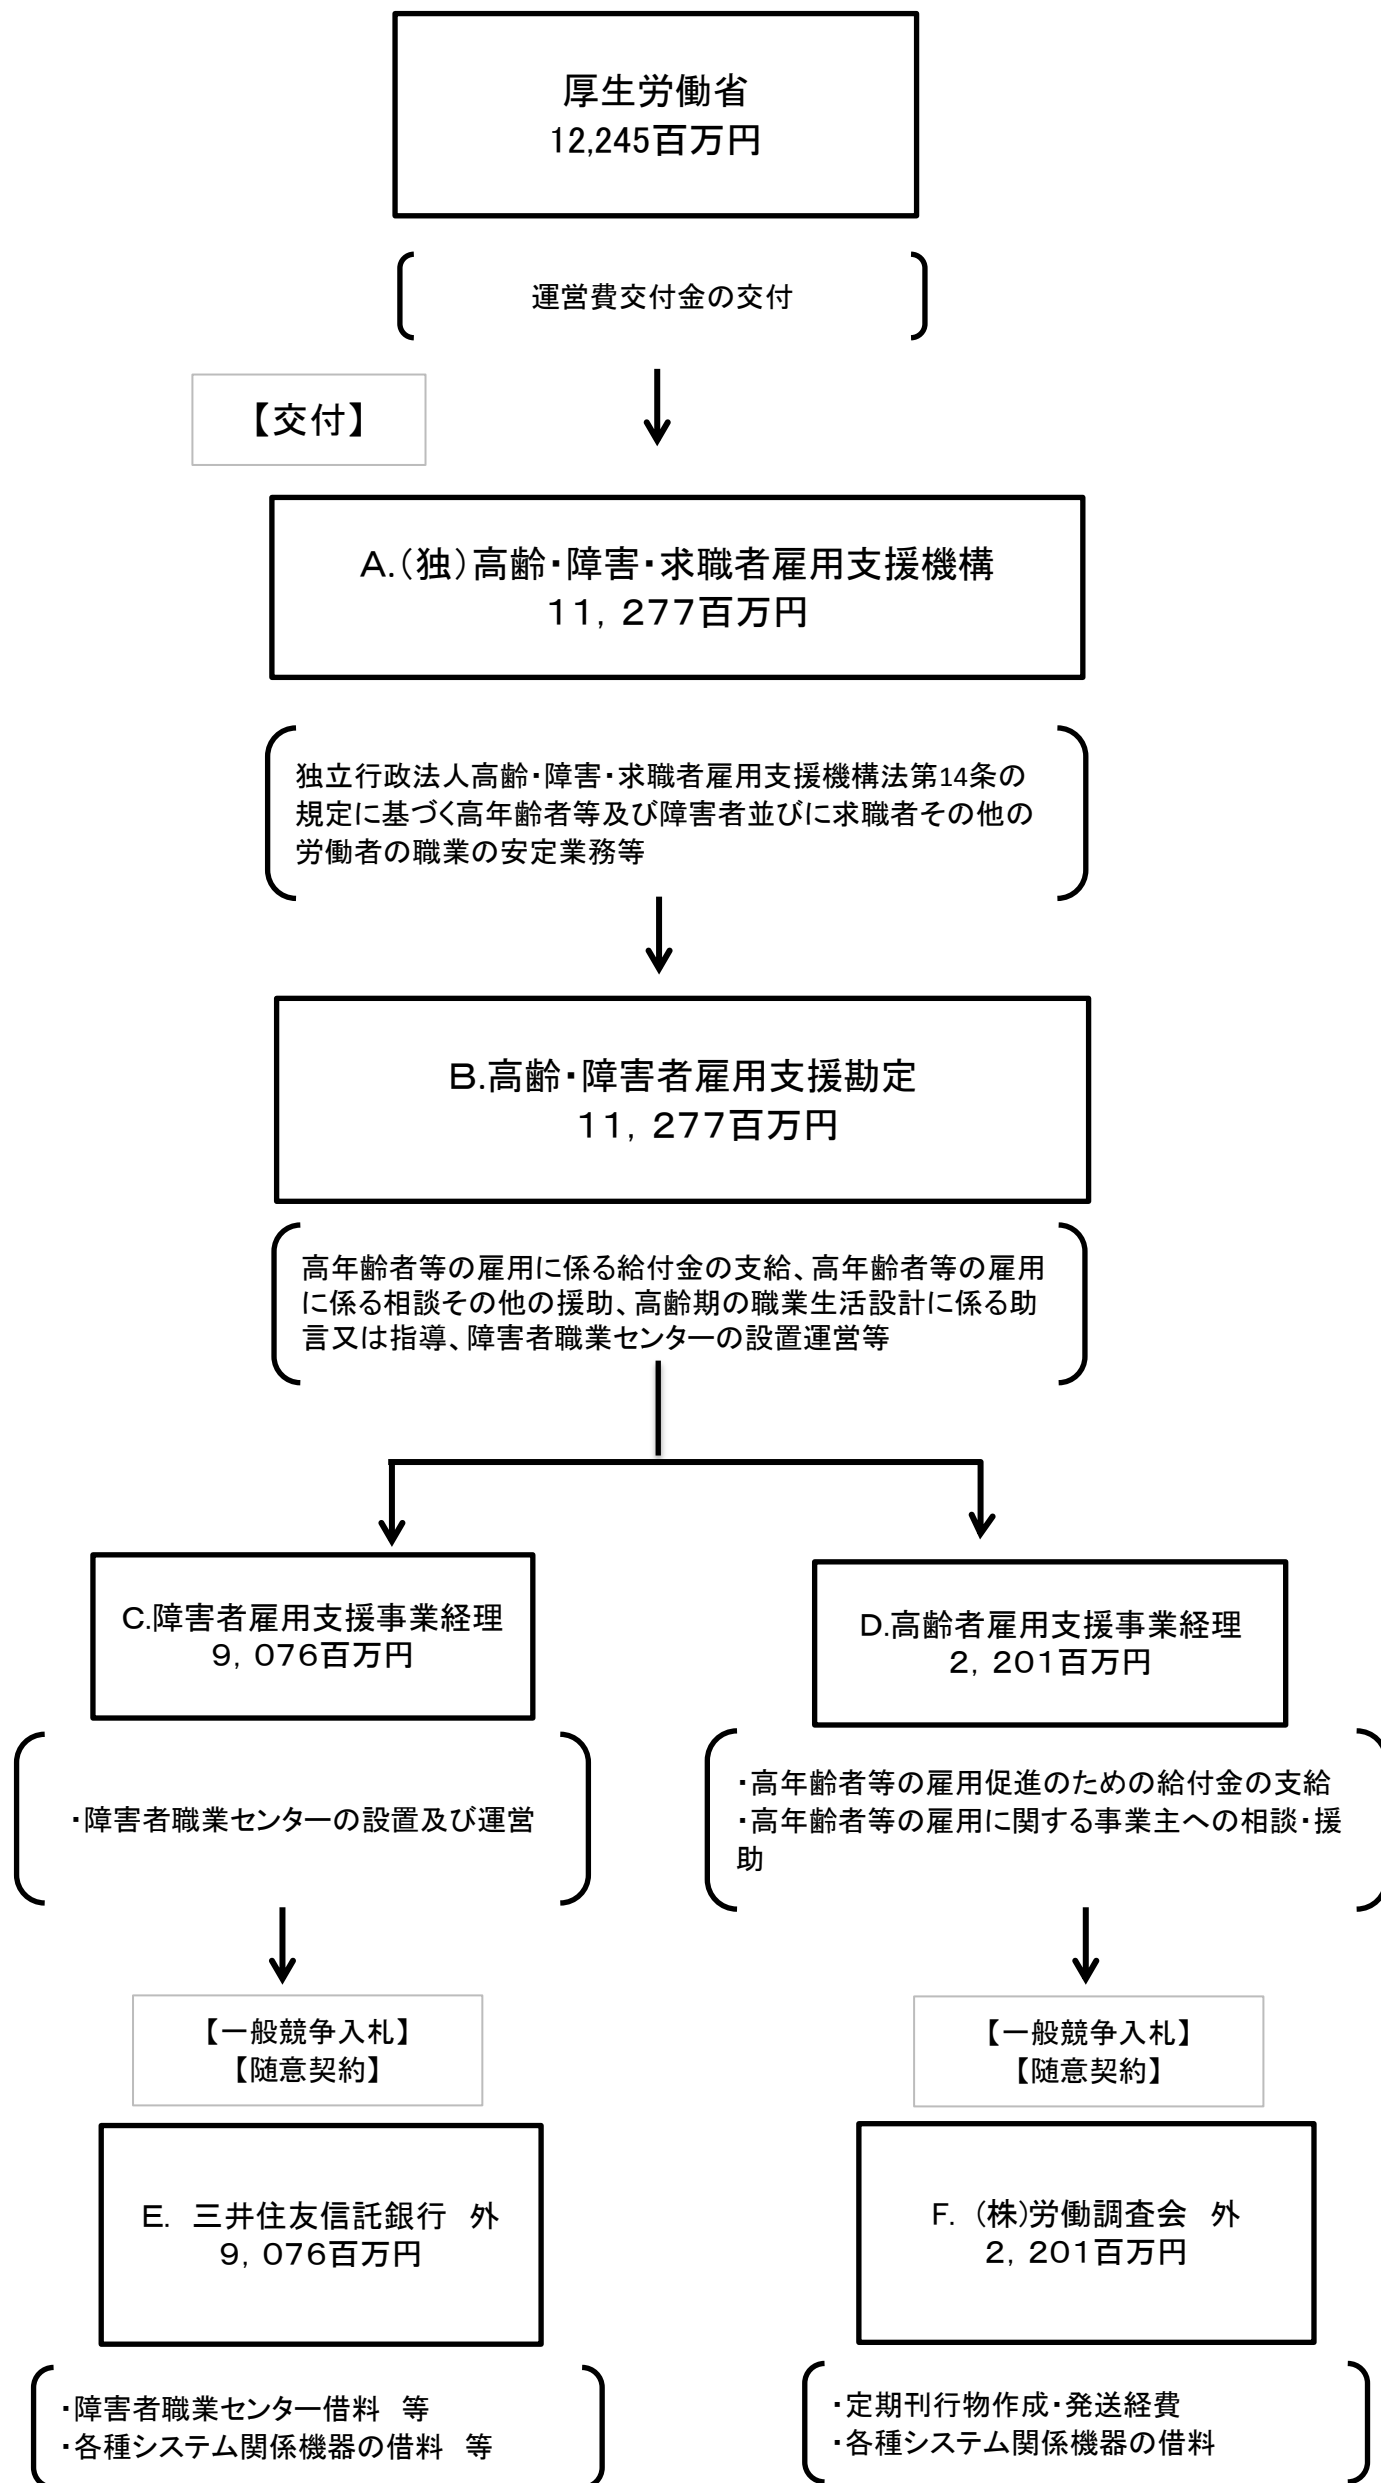 厚生労働省
12,245百万円
運営費交付金の交付
【交付】
A.(独)高齢・障害・求職者雇用支援機構
11,277百万円
独立行政法人高齢・障害・求職者雇用支援機構法第14条の
規定に基づく高年齢者等及び障害者並びに求職者その他の
労働者の職業の安定業務等
B.高齢・障害者雇用支援勘定
11,277百万円
高年齢者等の雇用に係る給付金の支給、高年齢者等の雇用
に係る相談その他の援助、高齢期の職業生活設計に係る助
言又は指導、障害者職業センターの設置運営等
C.障害者雇用支援事業経理
9,076百万円
・障害者職業センターの設置及び運営
【一般競争入札】
【随意契約】
E. 三井住友信託銀行 外
9,076百万円
・障害者職業センター借料 等
・各種システム関係機器の借料 等
D.高齢者雇用支援事業経理
2,201百万円
・高年齢者等の雇用促進のための給付金の支給
・高年齢者等の雇用に関する事業主への相談・援
助
【一般競争入札】
【随意契約】
F. (株)労働調査会 外
2,201百万円
・定期刊行物作成・発送経費
・各種システム関係機器の借料